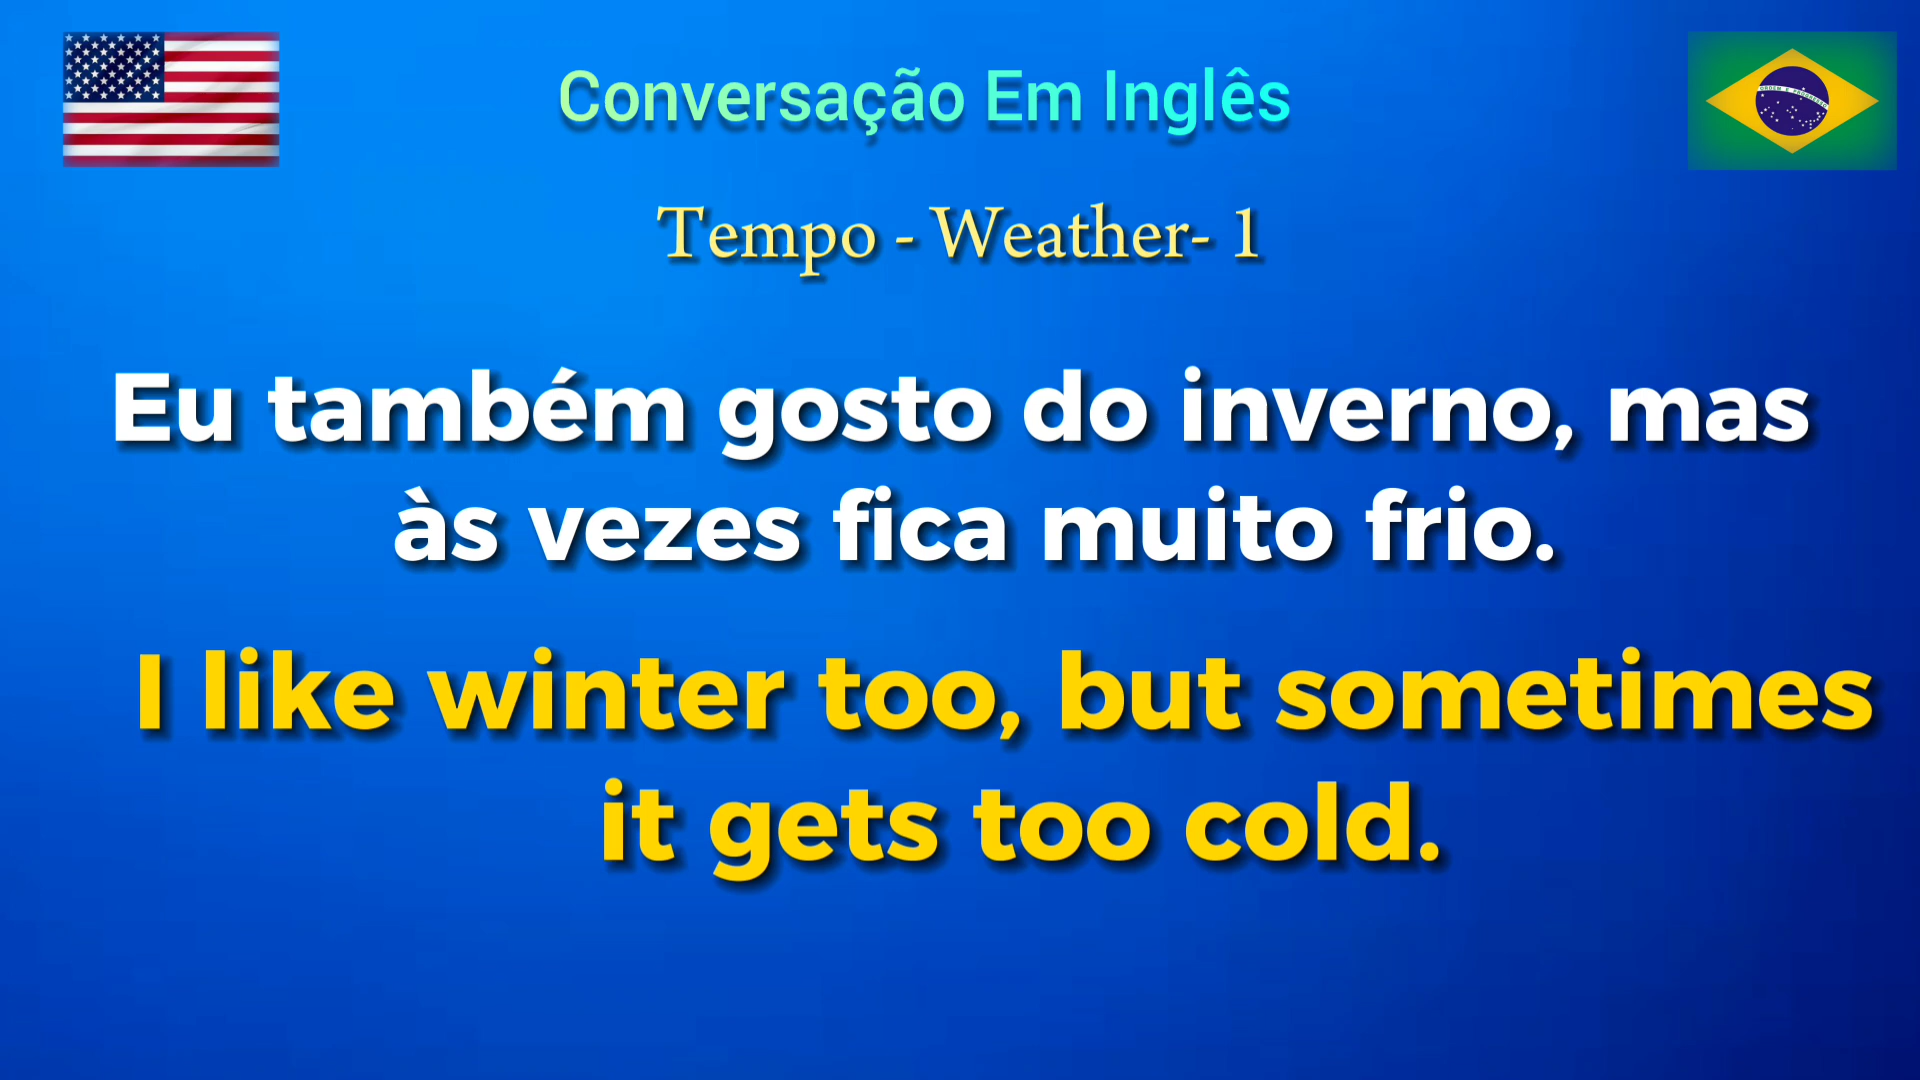 Conversação Em Inglês
Tempo - Weather- 1
Eu também gosto do inverno, mas
às vezes fica muito frio.
I like winter too, but sometimes
it gets too cold.